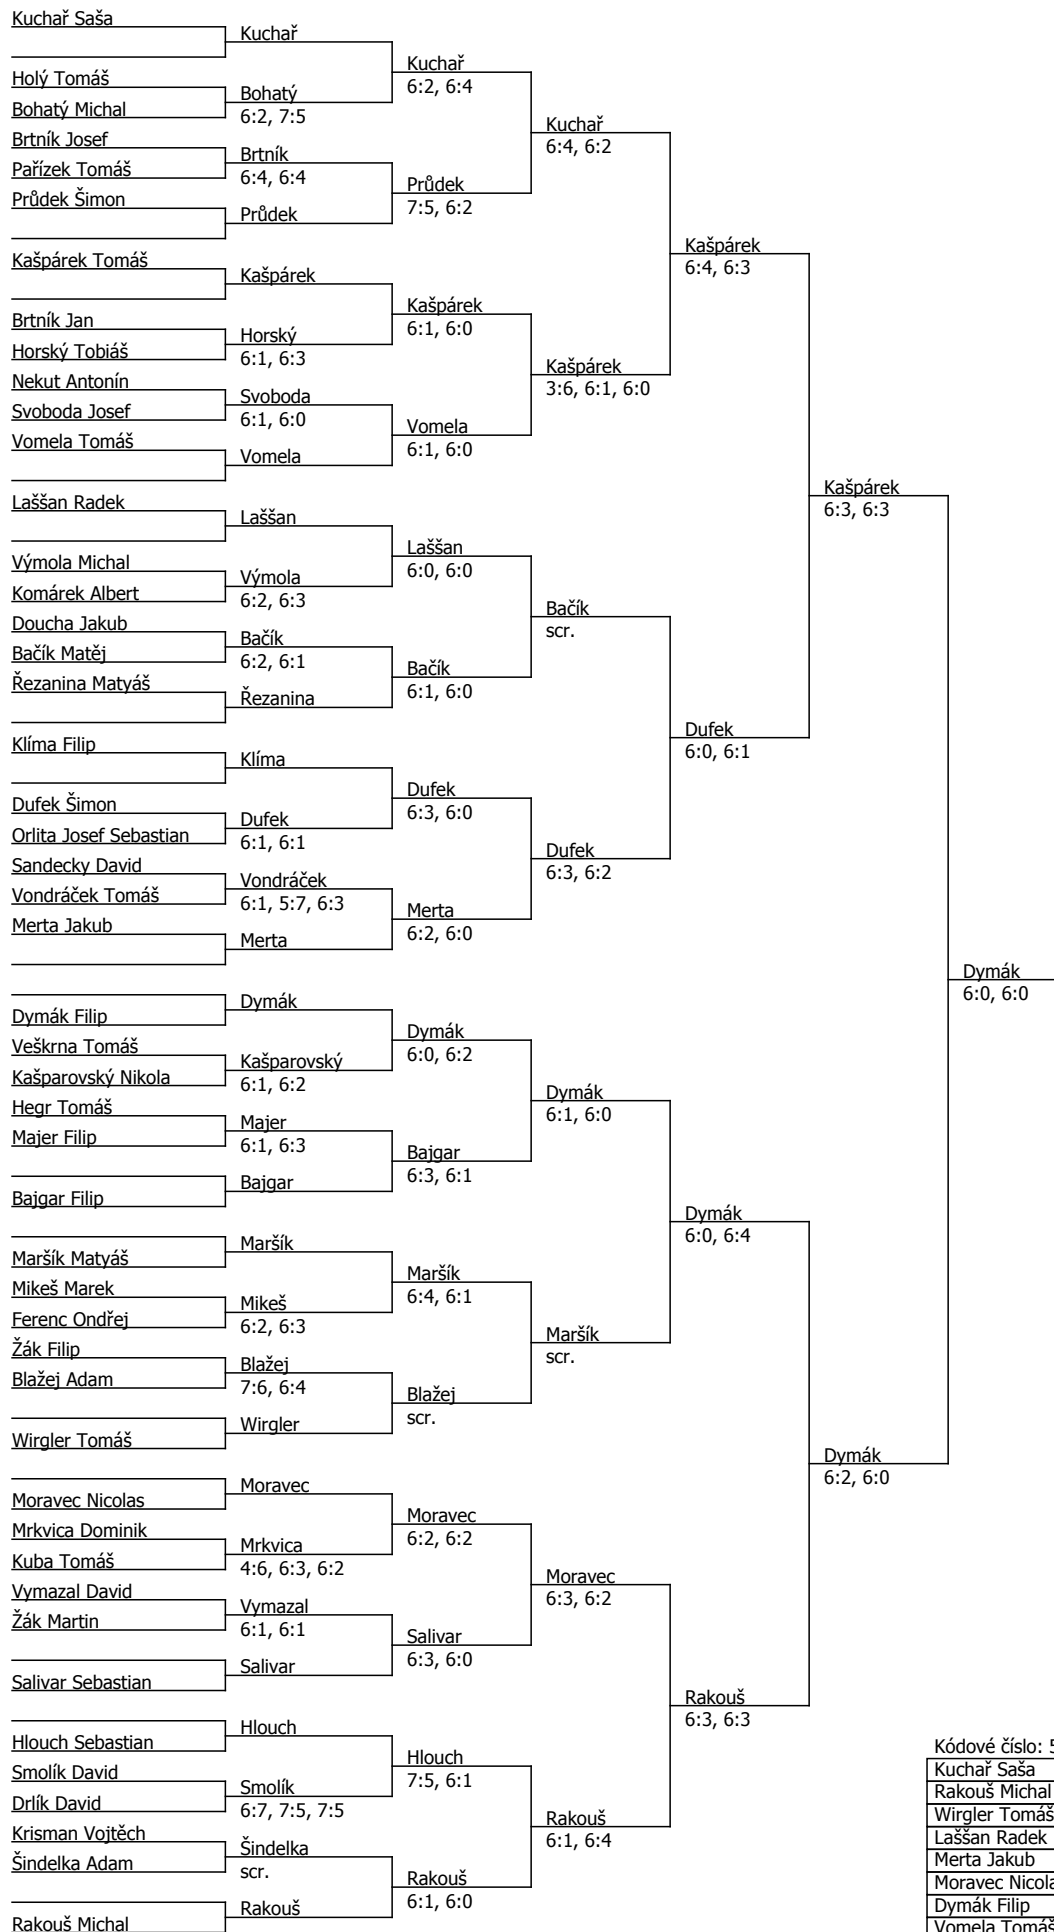 Kuchař Saša
Kuchař
Kuchař
6:2, 6:4
Holý Tomáš
Bohatý
6:2, 7:5
Bohatý Michal
Kuchař
6:4, 6:2
Brtník Josef
Brtník
6:4, 6:4
Pařízek Tomáš
Průdek
7:5, 6:2
Průdek Šimon
Průdek
Kašpárek
6:4, 6:3
Kašpárek Tomáš
Kašpárek
Kašpárek
6:1, 6:0
Brtník Jan
Horský
6:1, 6:3
Horský Tobiáš
Kašpárek
3:6, 6:1, 6:0
Nekut Antonín
Svoboda
6:1, 6:0
Svoboda Josef
Vomela
6:1, 6:0
Vomela Tomáš
Vomela
Kašpárek
6:3, 6:3
Laššan Radek
Laššan
Laššan
6:0, 6:0
Výmola Michal
Výmola
6:2, 6:3
Komárek Albert
Bačík
scr.
Doucha Jakub
Bačík
6:2, 6:1
Bačík Matěj
Bačík
6:1, 6:0
Řezanina Matyáš
Řezanina
Dufek
6:0, 6:1
Klíma Filip
Klíma
Dufek
6:3, 6:0
Dufek Šimon
Dufek
6:1, 6:1
Orlita Josef Sebastian
Dufek
6:3, 6:2
Sandecky David
Vondráček
6:1, 5:7, 6:3
Vondráček Tomáš
Merta
6:2, 6:0
Merta Jakub
Merta
Dymák
6:0, 6:0
Dymák
Dymák Filip
Dymák
6:0, 6:2
Veškrna Tomáš
Kašparovský
6:1, 6:2
Kašparovský Nikola
Dymák
6:1, 6:0
Hegr Tomáš
Majer
6:1, 6:3
Majer Filip
Bajgar
6:3, 6:1
Bajgar
Bajgar Filip
Dymák
6:0, 6:4
Maršík
Maršík Matyáš
Maršík
6:4, 6:1
Mikeš Marek
Mikeš
6:2, 6:3
Ferenc Ondřej
Maršík
scr.
Žák Filip
Blažej
7:6, 6:4
Blažej Adam
Blažej
scr.
Wirgler
Wirgler Tomáš
Dymák
6:2, 6:0
Moravec
Moravec Nicolas
Moravec
6:2, 6:2
Mrkvica Dominik
Mrkvica
4:6, 6:3, 6:2
Kuba Tomáš
Moravec
6:3, 6:2
Vymazal David
Vymazal
6:1, 6:1
Žák Martin
Salivar
6:3, 6:0
Salivar
Salivar Sebastian
Rakouš
6:3, 6:3
Hlouch
Hlouch Sebastian
Hlouch
7:5, 6:1
Smolík David
Smolík
6:7, 7:5, 7:5
Drlík David
Rakouš
6:1, 6:4
Krisman Vojtěch
Šindelka
scr.
Šindelka Adam
Rakouš
6:1, 6:0
Rakouš
Rakouš Michal
Kódové číslo: 5
Kuchař Saša
Rakouš Michal
Wirgler Tomáš
Laššan Radek
Merta Jakub
Moravec Nicola
Dymák Filip
Vomela Tomáš